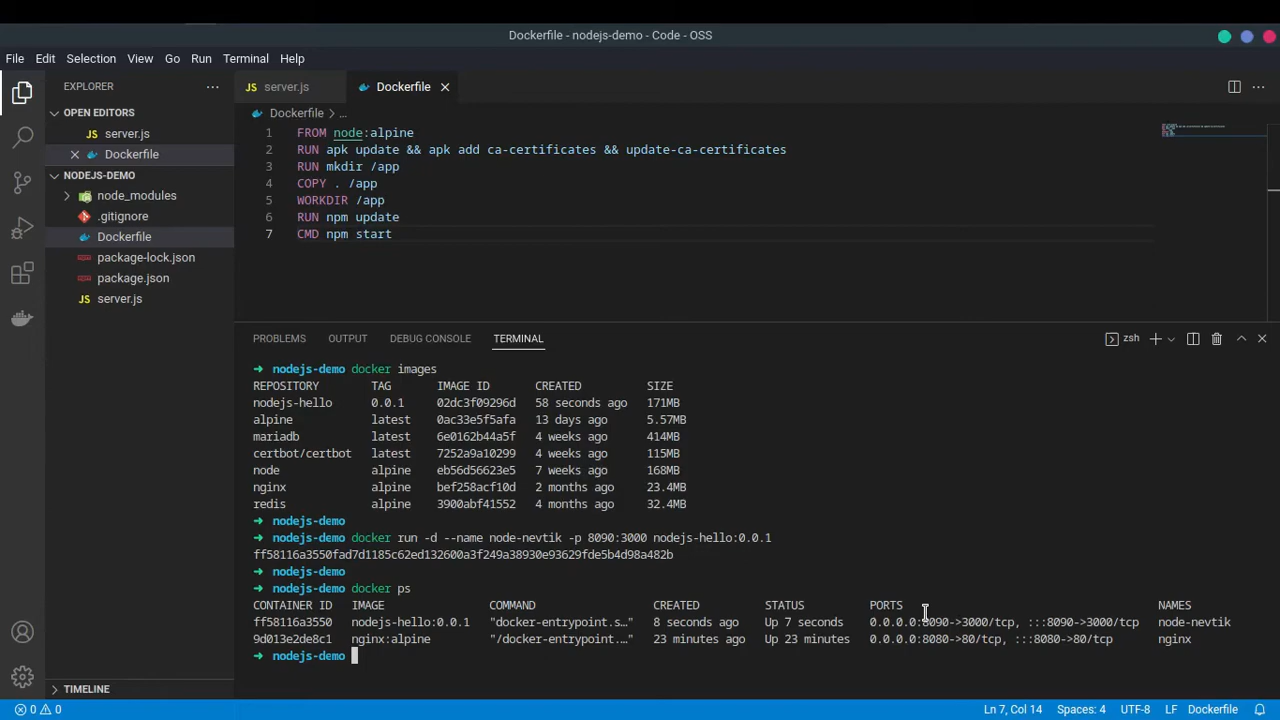 Dockerfile - nodejs-demo - Code - OSS
File Edit Selection View Go Run Terminal Help
EXPLORER
OPEN EDITORS
server.js
Dockerfile
NODEJS-DEMO
node_modules
.gitignore
Dockerfile
package-lock.json
package.json
JS server.js
TIMELINE
JS server.js
Dockerfile
Dockerfile > ...
1 FROM node:alpine
2 RUN apk update && apk add ca-certificates && update-ca-certificates
3 RUN mkdir /app
4 COPY . /app
5 WORKDIR /app
6 RUN npm update
7 CMD npm start
PROBLEMS OUTPUT DEBUG CONSOLE TERMINAL
zsh
➜ nodejs-demo docker images
REPOSITORY TAG IMAGE ID CREATED SIZE
nodejs-hello 0.0.1 02dc3f09296d 58 seconds ago 171MB
alpine latest 0ac33e5f5afa 13 days ago 5.57MB
mariadb latest 6e0162b44a5f 4 weeks ago 414MB
certbot/certbot latest 7252a9a10299 4 weeks ago 115MB
node alpine eb56d56623e5 7 weeks ago 168MB
nginx alpine bef258acf10d 2 months ago 23.4MB
redis alpine 3900abf41552 4 months ago 32.4MB
➜ nodejs-demo
➜ nodejs-demo docker run -d --name node-nevtik -p 8090:3000 nodejs-hello:0.0.1
ff58116a3550fad7d1185c62ed132600a3f249a38930e93629fde5b4d98a482b
➜ nodejs-demo
➜ nodejs-demo docker ps
CONTAINER ID IMAGE COMMAND CREATED STATUS PORTS NAMES
ff58116a3550 nodejs-hello:0.0.1 "docker-entrypoint.s…" 8 seconds ago Up 7 seconds 0.0.0.0:8090->3000/tcp, :::8090->3000/tcp node-nevtik
9d013e2de8c1 nginx:alpine "/docker-entrypoint.…" 23 minutes ago Up 23 minutes 0.0.0.0:8080->80/tcp, :::8080->80/tcp nginx
➜ nodejs-demo
0 0
Ln 7, Col 14 Spaces: 4 UTF-8 LF Dockerfile